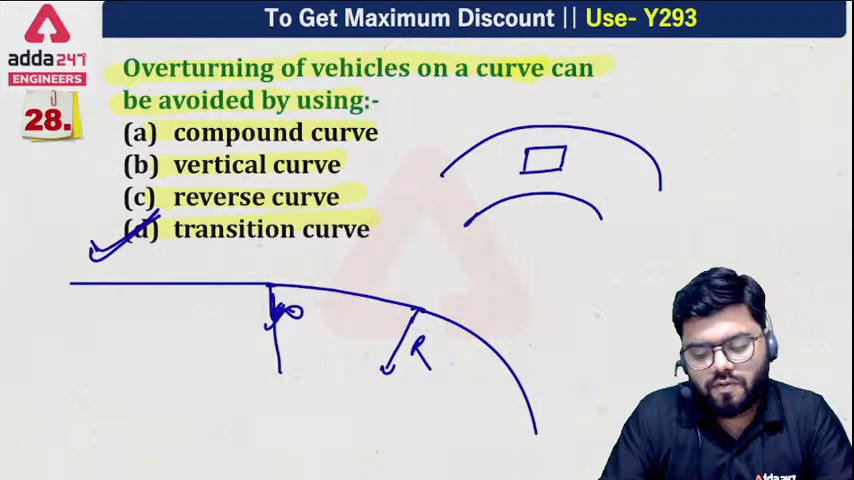 To Get Maximum Discount || Use- Y293
adda247
ENGINEERS
28.
Overturning of vehicles on a curve can
be avoided by using:-
(a) compound curve
(b) vertical curve
(c) reverse curve
(d) transition curve
R
adda247